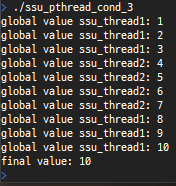 > ./ssu_pthread_cond_3
global value ssu_thread1: 1
global value ssu_thread1: 2
global value ssu_thread1: 3
global value ssu_thread2: 4
global value ssu_thread2: 5
global value ssu_thread2: 6
global value ssu_thread2: 7
global value ssu_thread1: 8
global value ssu_thread1: 9
global value ssu_thread1: 10
final value: 10
>